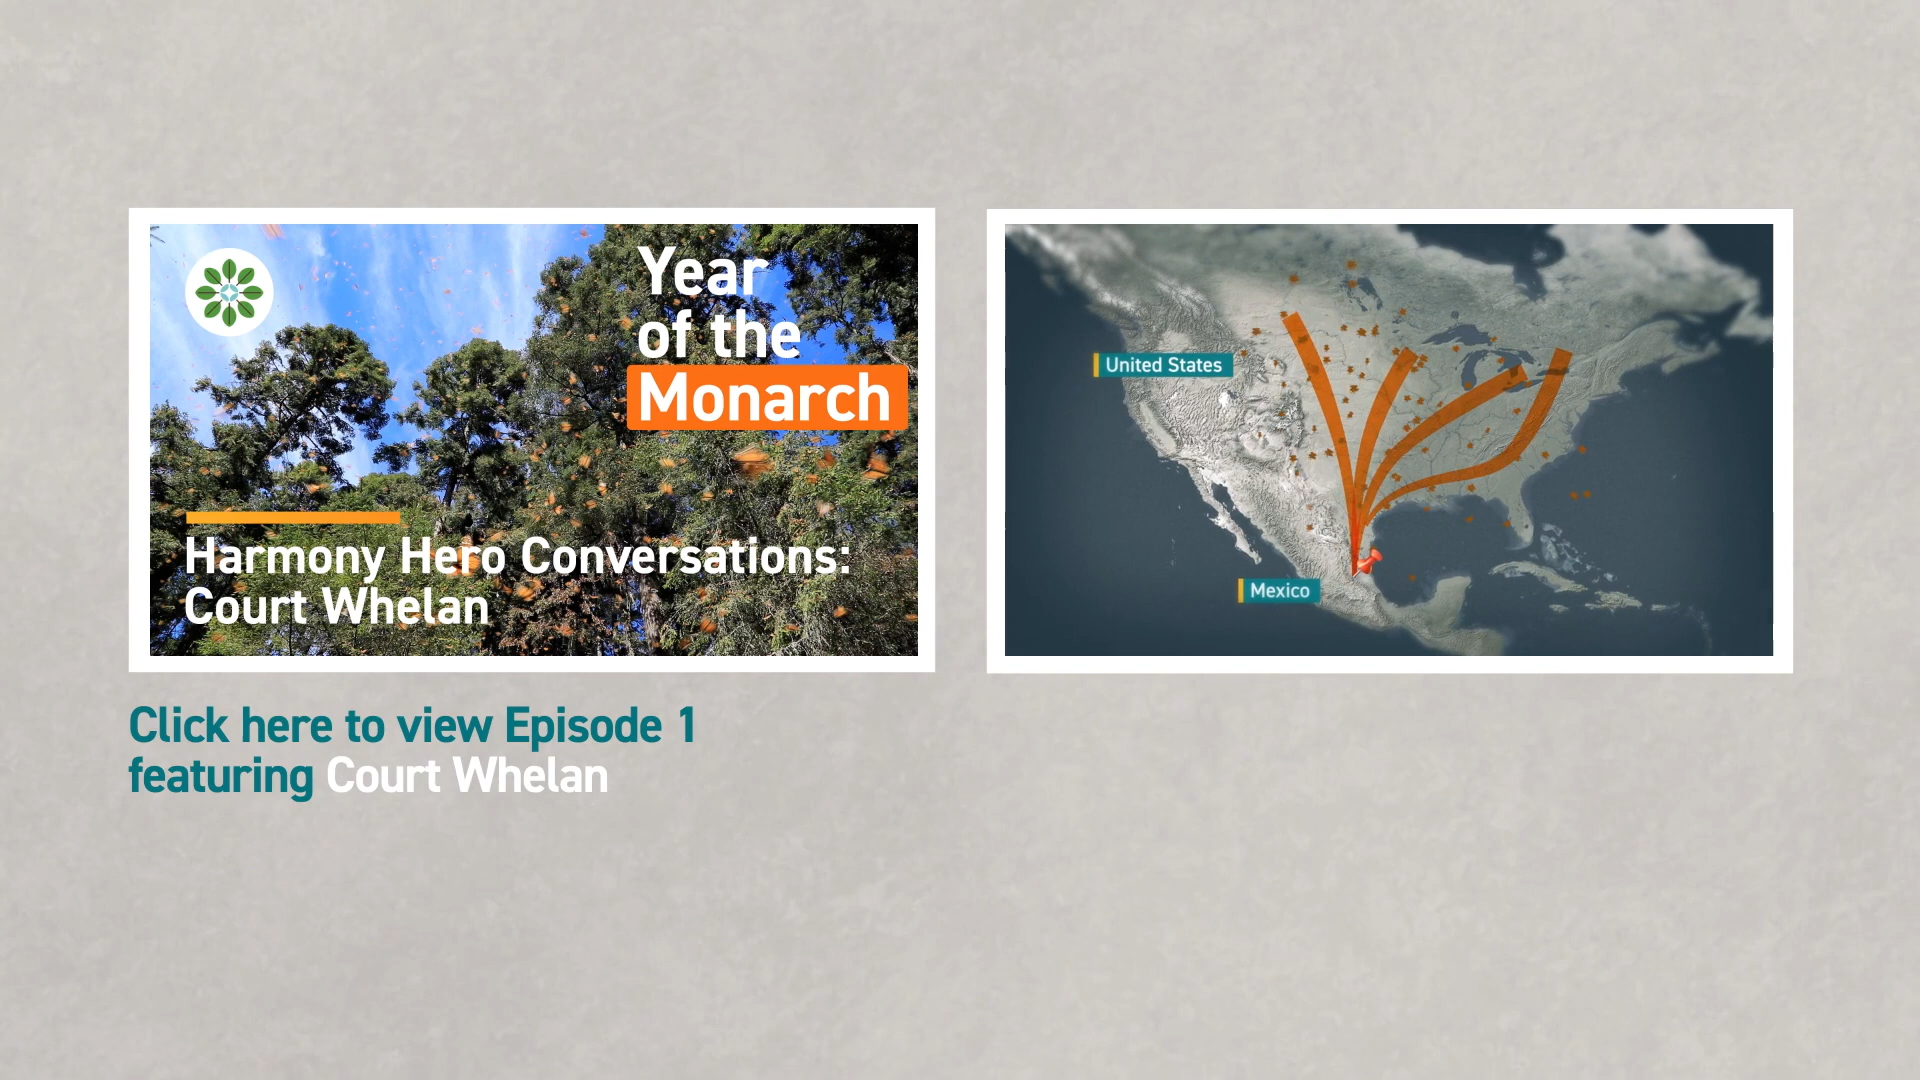 Year
of the
Monarch
Harmony Hero Conversations:
Court Whelan
United States
Mexico
Click here to view Episode 1
featuring Court Whelan